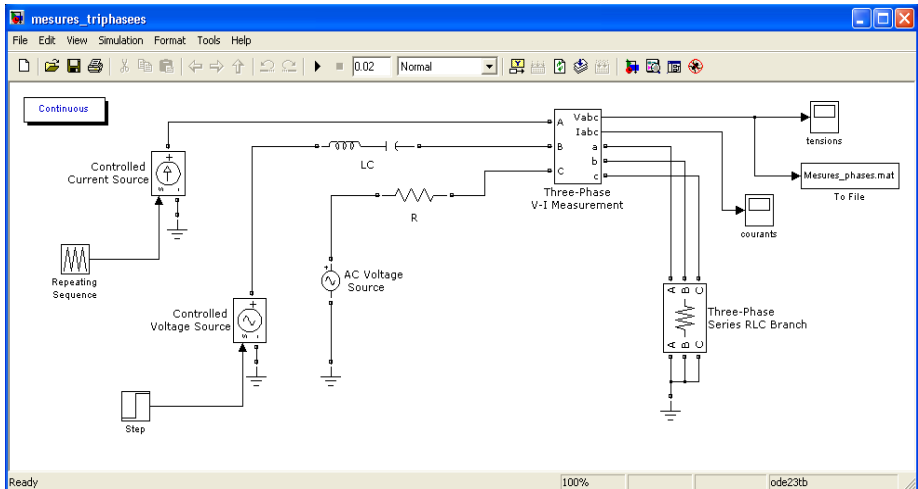 mesures_triphasees
File Edit View Simulation Format Tools Help
0.02 Normal
Continuous
Controlled
Current Source
+
s -
Repeating
Sequence
Controlled
Voltage Source
+
s -
Step
LC
R
+
AC Voltage
Source
A
B
C
Vabc
Iabc
a
b
c
Three-Phase
V-I Measurement
tensions
Mesures_phases.mat
To File
courants
A B C
A B C
Three-Phase
Series RLC Branch
Ready 100% ode23tb